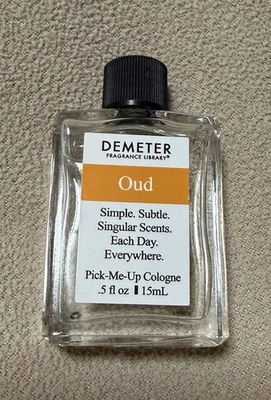 DEMETER
FRAGRANCE LIBRARY®
Oud
Simple. Subtle.
Singular Scents.
Each Day.
Everywhere.
Pick-Me-Up Cologne
.5 fl oz ▮ 15mL